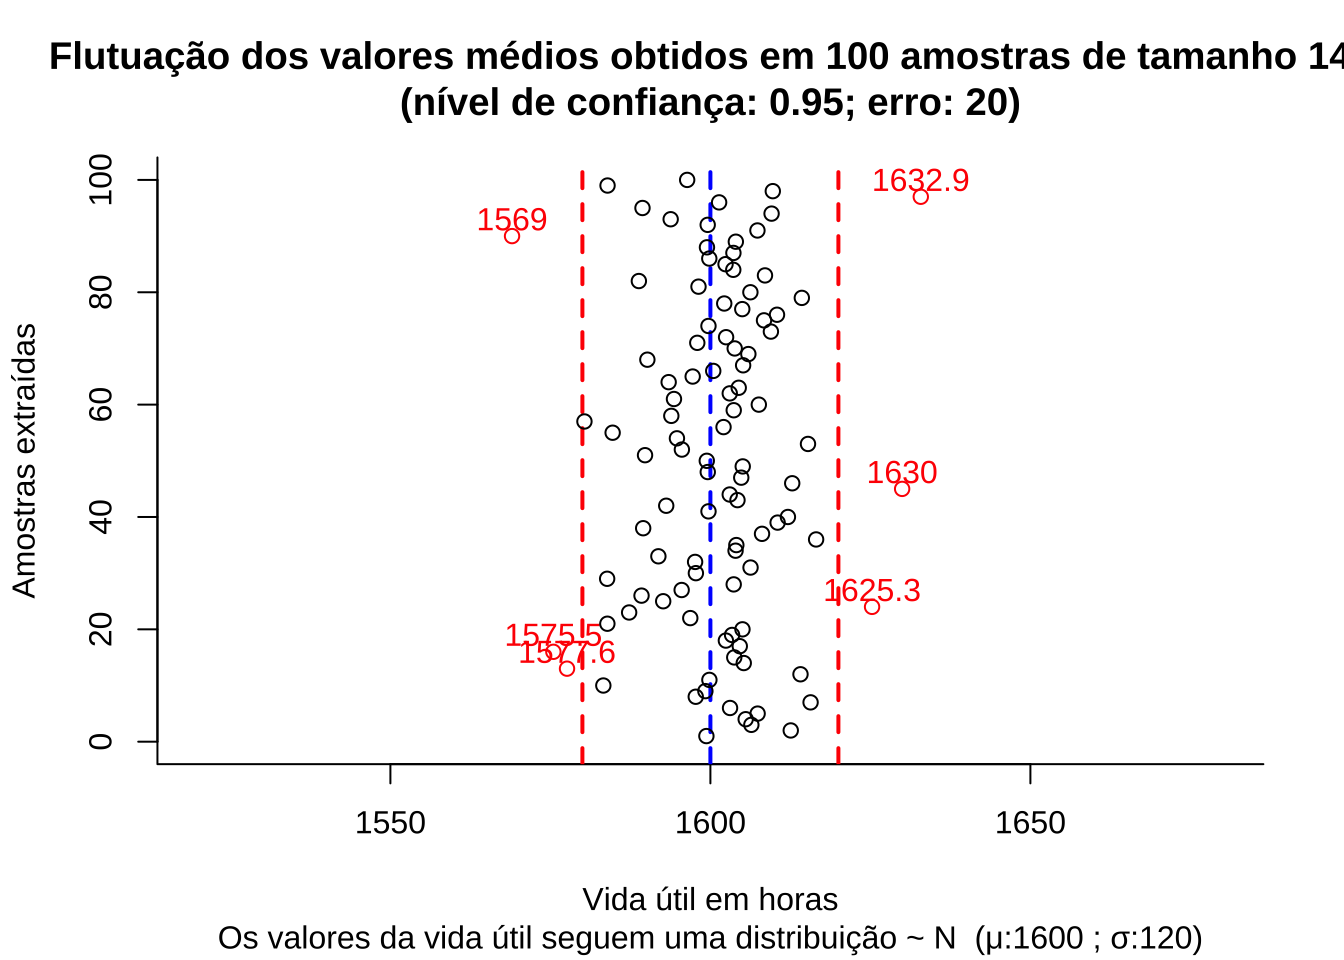 Flutuação dos valores médios obtidos em 100 amostras de tamanho 14
(nível de confiança: 0.95; erro: 20)
1632.9
1569
1630
1625.3
1575.5
1577.6
Amostras extraídas
100
80
60
40
20
0
1550 1600 1650
Vida útil em horas
Os valores da vida útil seguem uma distribuição ~ N (μ:1600 ; σ:120)